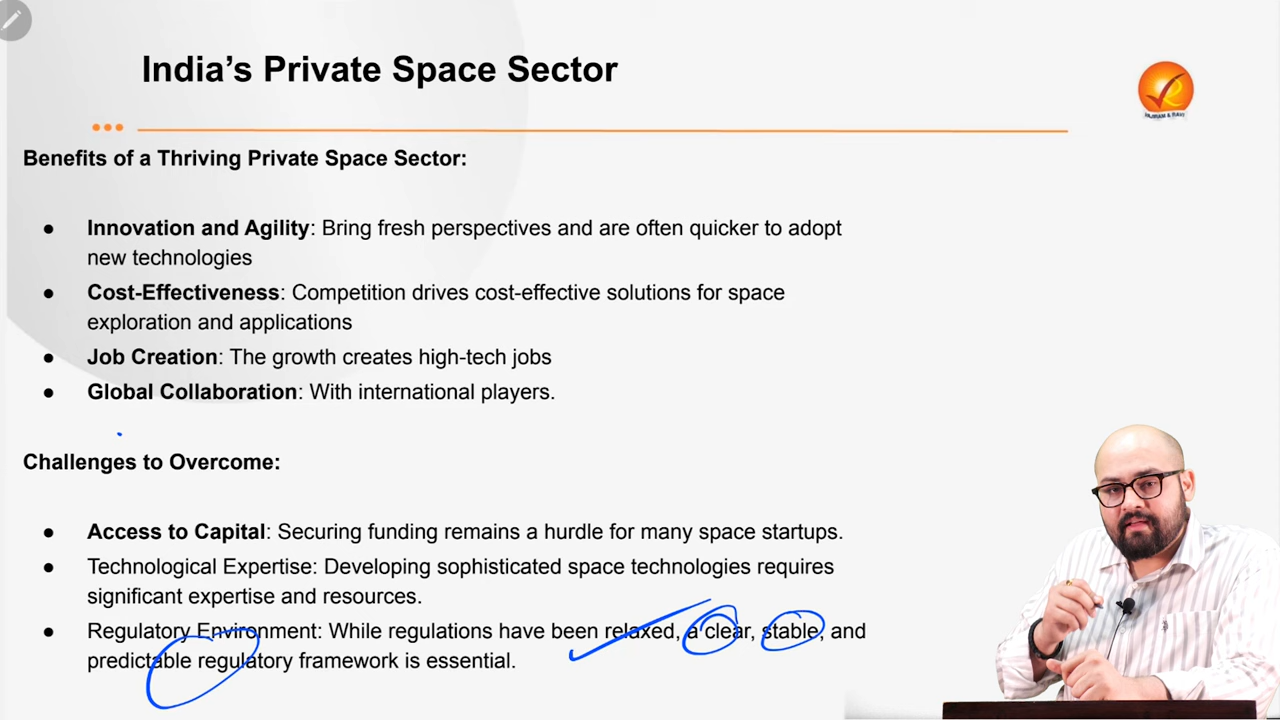 India’s Private Space Sector
VAJIRAM & RAVI
Benefits of a Thriving Private Space Sector:
● Innovation and Agility: Bring fresh perspectives and are often quicker to adopt
new technologies
● Cost-Effectiveness: Competition drives cost-effective solutions for space
exploration and applications
● Job Creation: The growth creates high-tech jobs
● Global Collaboration: With international players.
Challenges to Overcome:
● Access to Capital: Securing funding remains a hurdle for many space startups.
● Technological Expertise: Developing sophisticated space technologies requires
significant expertise and resources.
● Regulatory Environment: While regulations have been relaxed, a clear, stable, and
predictable regulatory framework is essential.